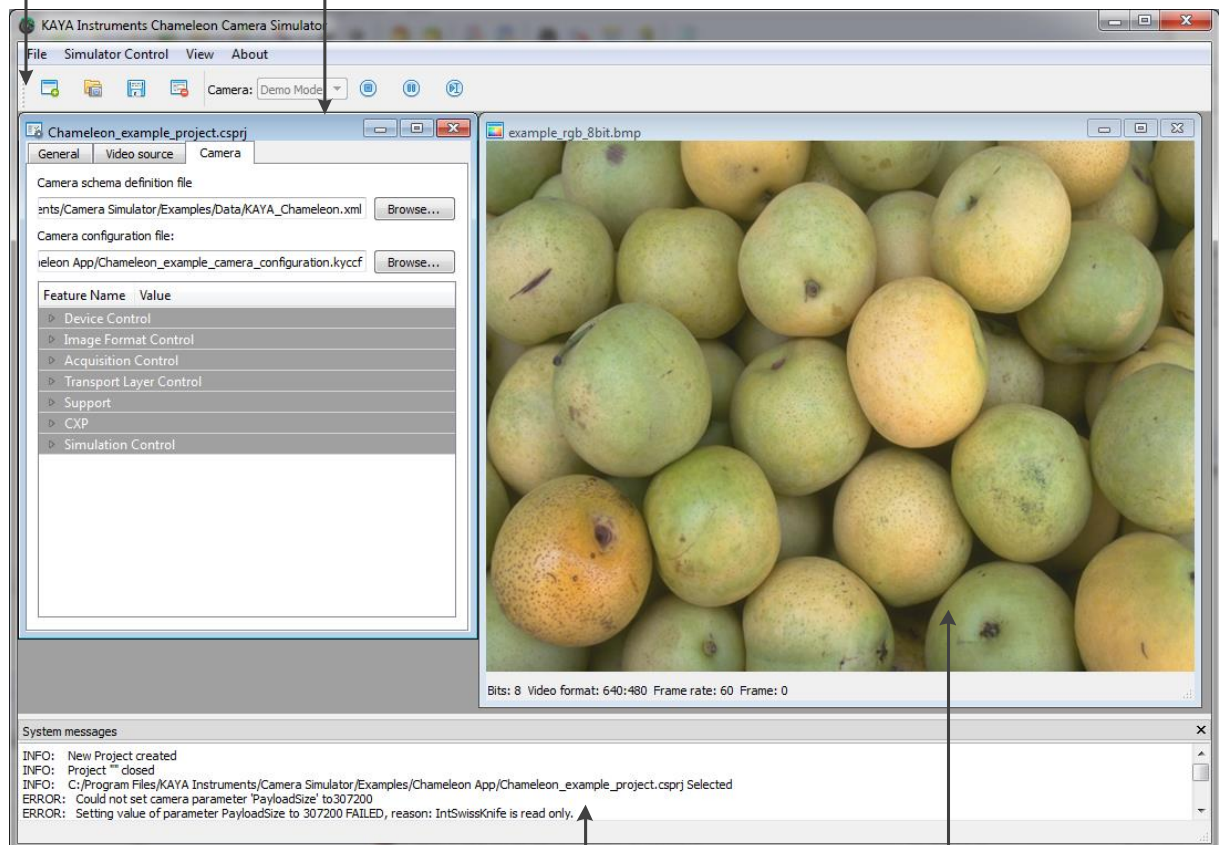 KAYA Instruments Chameleon Camera Simulator
File Simulator Control View About
Camera: Demo Mode
Chameleon_example_project.csprj
General Video source Camera
Camera schema definition file
ents/Camera Simulator/Examples/Data/KAYA_Chameleon.xml Browse...
Camera configuration file:
eleon App/Chameleon_example_camera_configuration.kyccf Browse...
Feature Name Value
Device Control
Image Format Control
Acquisition Control
Transport Layer Control
Support
CXP
Simulation Control
example_rgb_8bit.bmp
Bits: 8 Video format: 640:480 Frame rate: 60 Frame: 0
System messages
INFO: New Project created
INFO: Project "" closed
INFO: C:/Program Files/KAYA Instruments/Camera Simulator/Examples/Chameleon App/Chameleon_example_project.csprj Selected
ERROR: Could not set camera parameter 'PayloadSize' to307200
ERROR: Setting value of parameter PayloadSize to 307200 FAILED, reason: IntSwissKnife is read only.